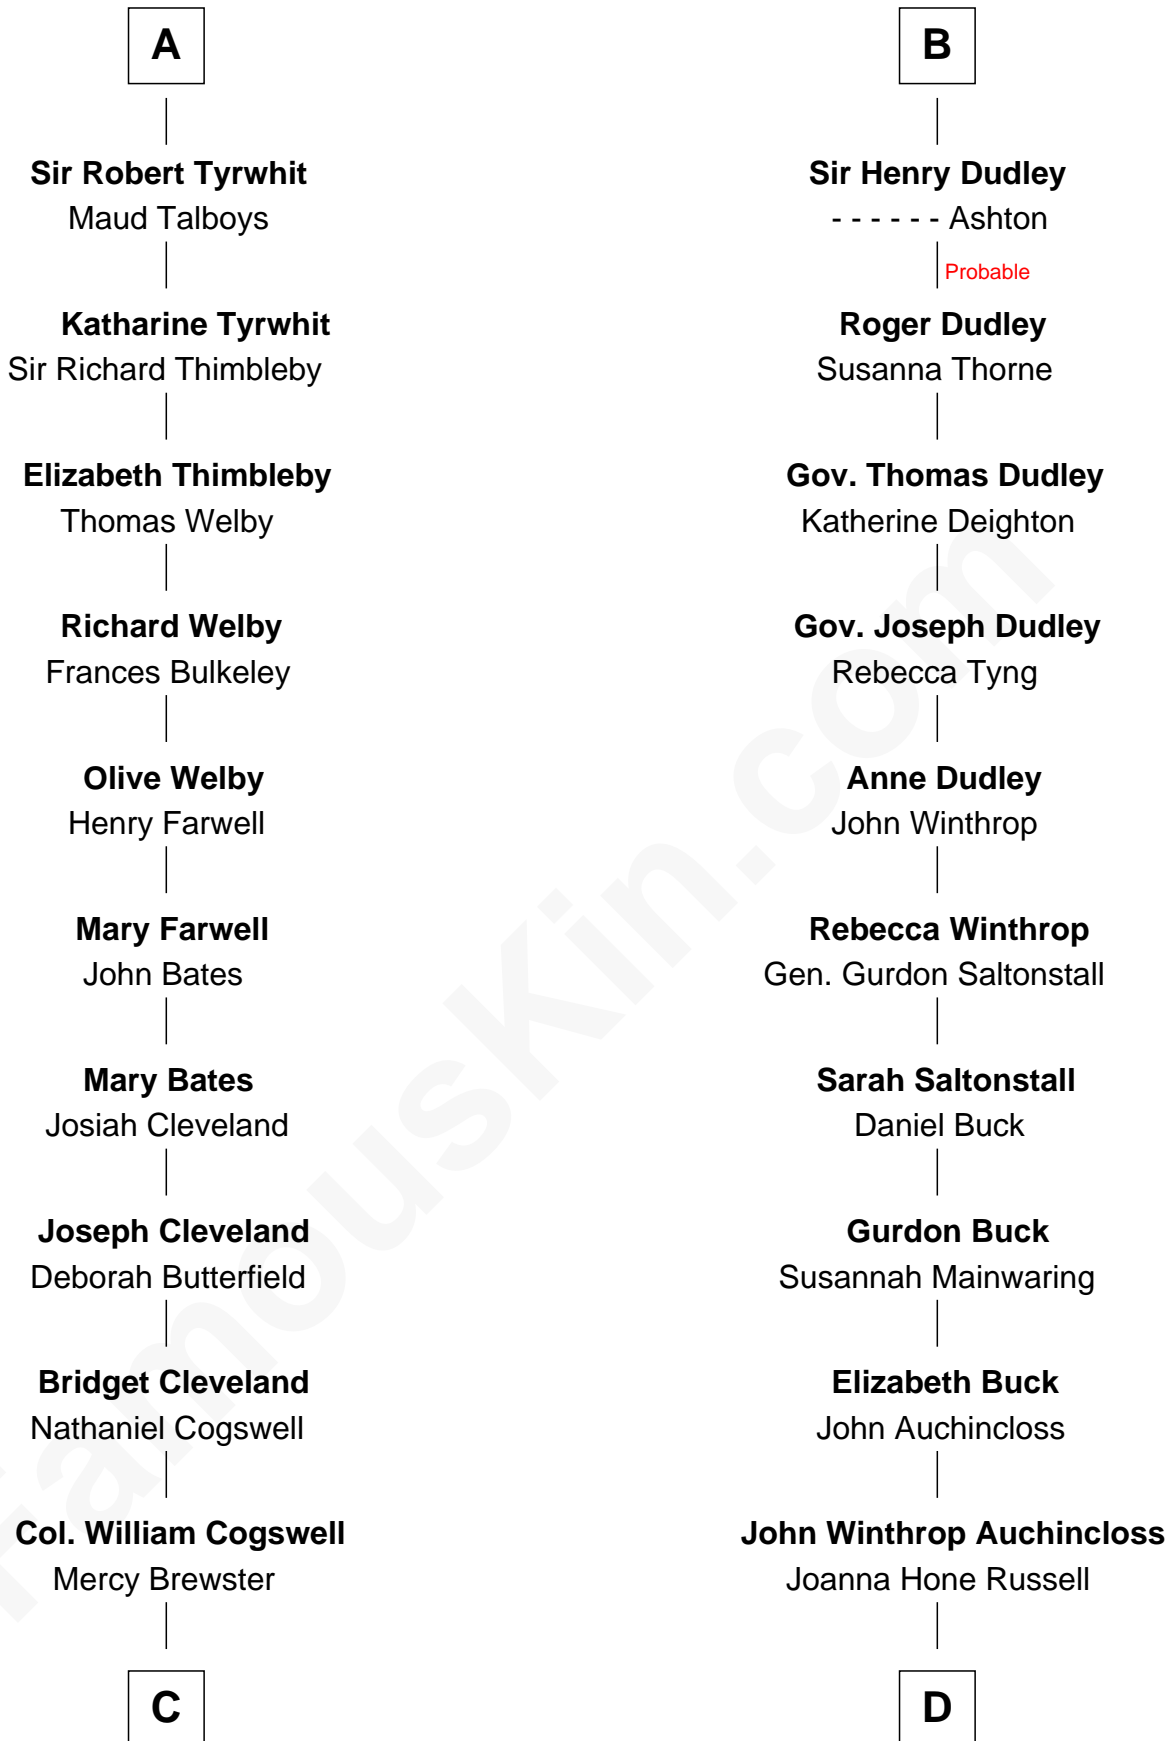 A
Sir Robert Tyrwhit
Maud Talboys
Katharine Tyrwhit
Sir Richard Thimbleby
Elizabeth Thimbleby
Thomas Welby
Richard Welby
Frances Bulkeley
Olive Welby
Henry Farwell
Mary Farwell
John Bates
Mary Bates
Josiah Cleveland
Joseph Cleveland
Deborah Butterfield
Bridget Cleveland
Nathaniel Cogswell
Col. William Cogswell
Mercy Brewster
C
B
Sir Henry Dudley
- - - - - - Ashton
Probable
Roger Dudley
Susanna Thorne
Gov. Thomas Dudley
Katherine Deighton
Gov. Joseph Dudley
Rebecca Tyng
Anne Dudley
John Winthrop
Rebecca Winthrop
Gen. Gurdon Saltonstall
Sarah Saltonstall
Daniel Buck
Gurdon Buck
Susannah Mainwaring
Elizabeth Buck
John Auchincloss
John Winthrop Auchincloss
Joanna Hone Russell
D
FamousKin.com